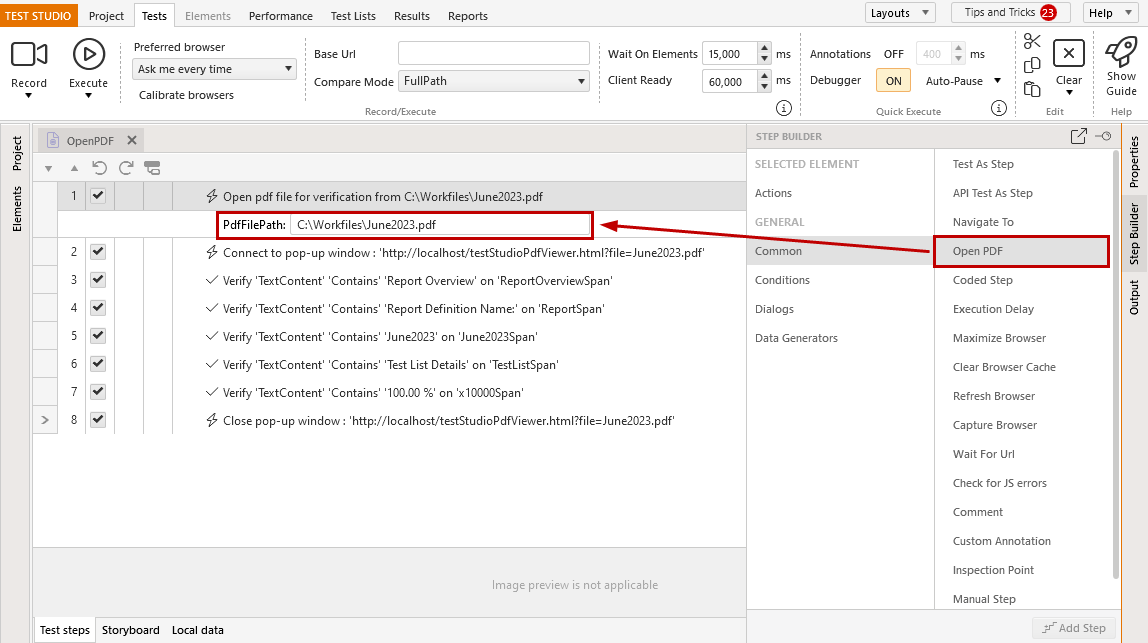 TEST STUDIO
Project
Tests
Elements
Performance
Test Lists
Results
Reports
Layouts
Tips and Tricks 23
Help
Record
Execute
Preferred browser
Ask me every time
Calibrate browsers
Base Url
Compare Mode FullPath
Record/Execute
Wait On Elements 15,000 ms
Client Ready 60,000 ms
Annotations OFF 400 ms
Debugger ON Auto-Pause
Quick Execute
Clear
Edit
Show
Guide
Help
Project
Elements
OpenPDF
1 Open pdf file for verification from C:\Workfiles\June2023.pdf
PdfFilePath: C:\Workfiles\June2023.pdf
2 Connect to pop-up window : 'http://localhost/testStudioPdfViewer.html?file=June2023.pdf'
3 Verify 'TextContent' 'Contains' 'Report Overview' on 'ReportOverviewSpan'
4 Verify 'TextContent' 'Contains' 'Report Definition Name:' on 'ReportSpan'
5 Verify 'TextContent' 'Contains' 'June2023' on 'June2023Span'
6 Verify 'TextContent' 'Contains' 'Test List Details' on 'TestListSpan'
7 Verify 'TextContent' 'Contains' '100.00 %' on 'x10000Span'
8 Close pop-up window : 'http://localhost/testStudioPdfViewer.html?file=June2023.pdf'
Image preview is not applicable
Test steps
Storyboard
Local data
STEP BUILDER
SELECTED ELEMENT
Actions
GENERAL
Common
Conditions
Dialogs
Data Generators
Test As Step
API Test As Step
Navigate To
Open PDF
Coded Step
Execution Delay
Maximize Browser
Clear Browser Cache
Refresh Browser
Capture Browser
Wait For Url
Check for JS errors
Comment
Custom Annotation
Inspection Point
Manual Step
Add Step
Properties
Step Builder
Output